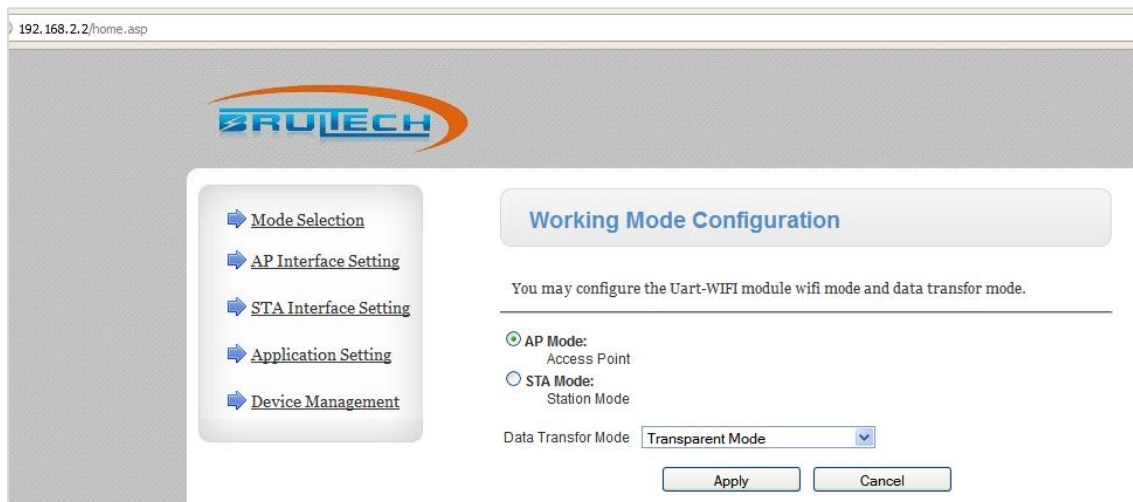 192.168.2.2/home.asp
BRULTECH
Mode Selection
AP Interface Setting
STA Interface Setting
Application Setting
Device Management
Working Mode Configuration
You may configure the Uart-WIFI module wifi mode and data transfor mode.
AP Mode:
Access Point
STA Mode:
Station Mode
Data Transfor Mode Transparent Mode
Apply Cancel